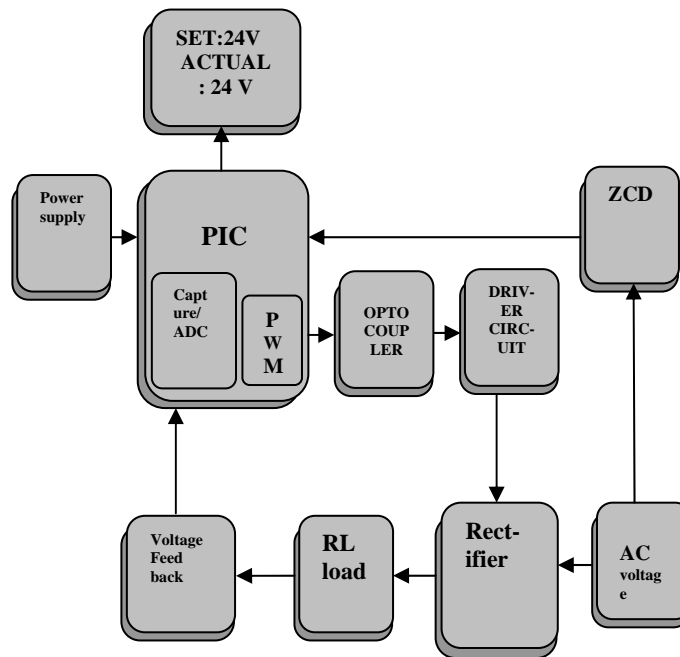 SET:24V
ACTUAL
: 24 V
Power
supply
PIC
ZCD
Capt
ure/
ADC
P
W
M
OPTO
COUP
LER
DRIV-
ER
CIRC-
UIT
Voltage
Feed
back
RL
load
Rect-
ifier
AC
voltag
e